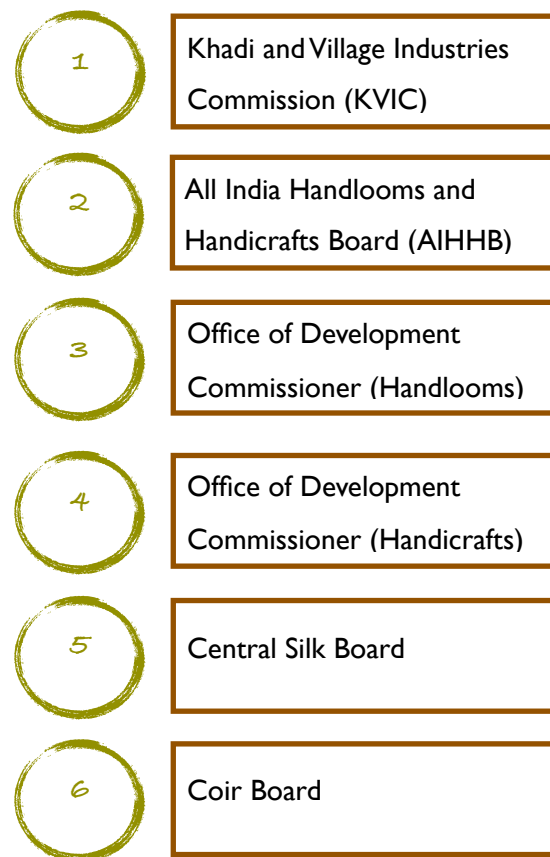 1
Khadi and Village Industries
Commission (KVIC)
2
All India Handlooms and
Handicrafts Board (AIHHB)
3
Office of Development
Commissioner (Handlooms)
4
Office of Development
Commissioner (Handicrafts)
5
Central Silk Board
6
Coir Board